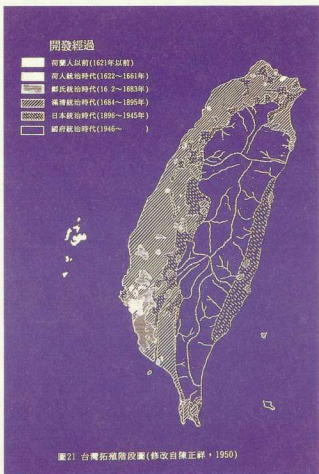 開發經過
荷蘭人以前(1621年以前)
荷人統治時代(1622~1661年)
鄭氏統治時代(16 2~1683年)
滿清統治時代(1684~1895年)
日本統治時代(1896~1945年)
國府統治時代(1946~ )
圖21 台灣拓殖階段圖(修改自陳正祥,1950)